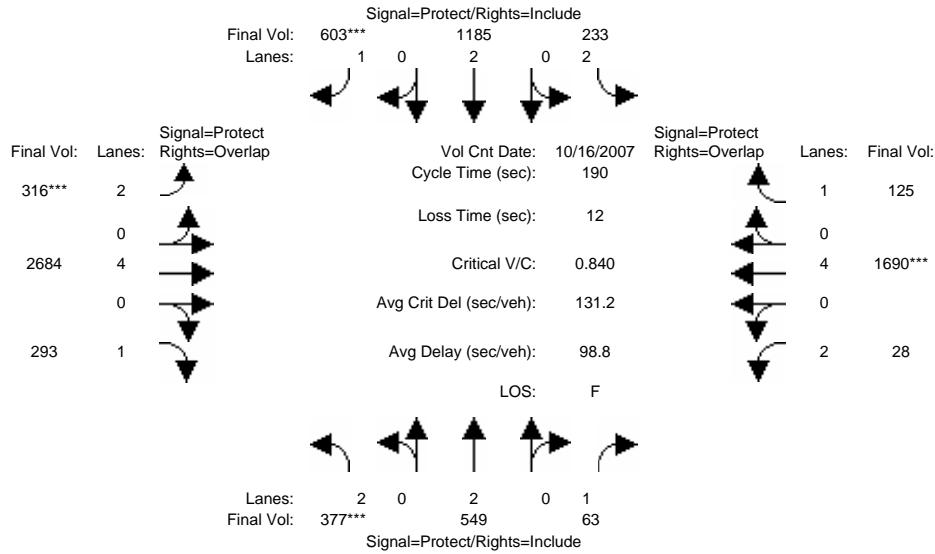 Signal=Protect/Rights=Include
Final Vol: 603*** 1185 233
Lanes: 1 0 2 0 2
Signal=Protect Signal=Protect
Final Vol: Lanes: Rights=Overlap Vol Cnt Date: 10/16/2007 Rights=Overlap Lanes: Final Vol:
Cycle Time (sec): 190
316*** 2 1 125
Loss Time (sec): 12
0 0
2684 4 Critical V/C: 0.840 4 1690***
0 Avg Crit Del (sec/veh): 131.2 0
293 1 Avg Delay (sec/veh): 98.8 2 28
LOS: F
Lanes: 2 0 2 0 1
Final Vol: 377*** 549 63
Signal=Protect/Rights=Include